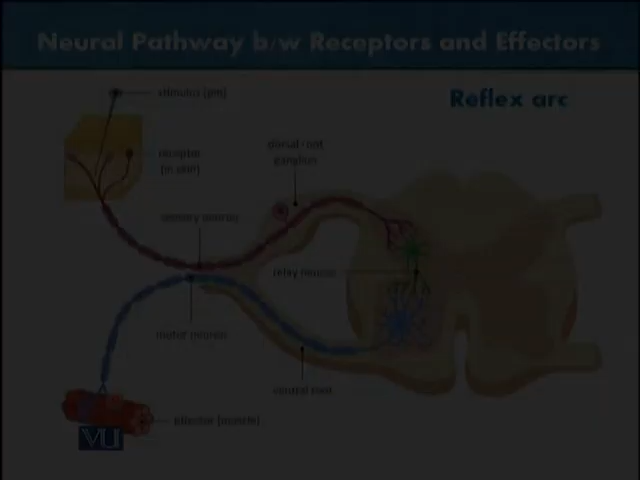 Neural Pathway b/w Receptors and Effectors
Reflex arc
stimulus (pin)
dorsal-root
ganglion
receptor
(in skin)
sensory neuron
relay neuron
motor neuron
ventral root
effector (muscle)
VU